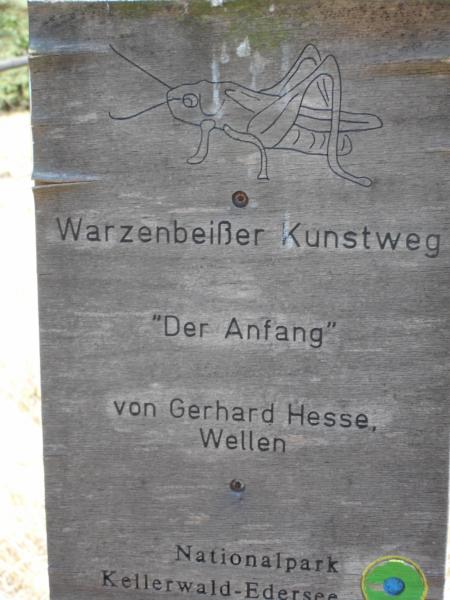 Warzenbeißer Kunstweg
"Der Anfang"
von Gerhard Hesse,
Wellen
Nationalpark
Kellerwald-Edersee